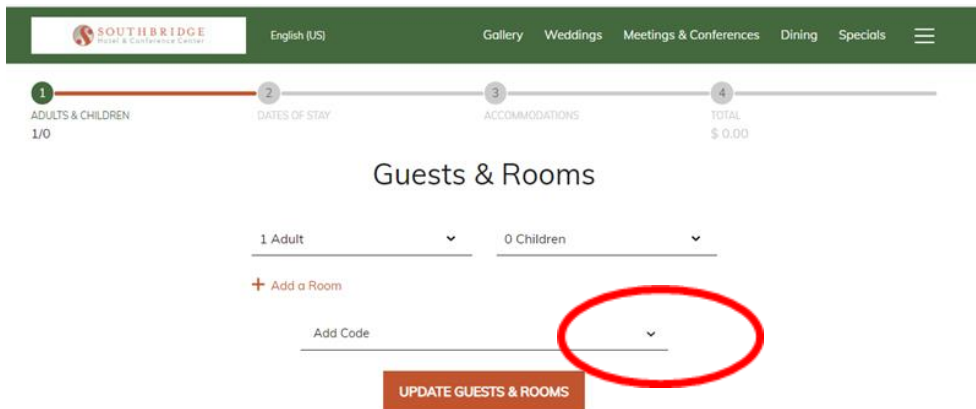 SOUTHBRIDGE
Hotel & Conference Center
English (US)
Gallery Weddings Meetings & Conferences Dining Specials
1 2 3 4
ADULTS & CHILDREN DATES OF STAY ACCOMMODATIONS TOTAL
1/0 $ 0.00
Guests & Rooms
1 Adult 0 Children
+ Add a Room
Add Code
UPDATE GUESTS & ROOMS